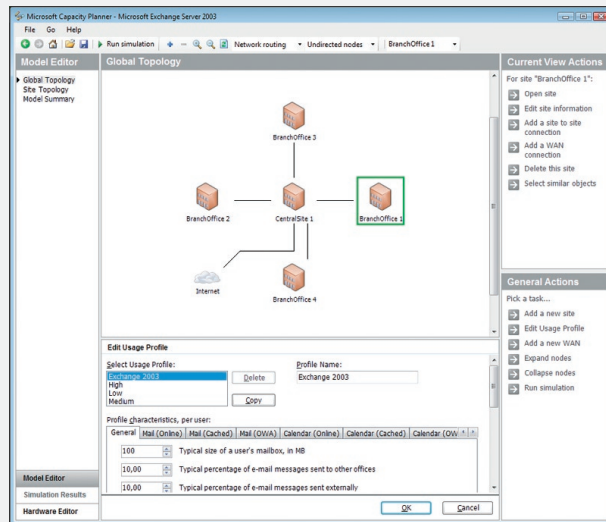 Microsoft Capacity Planner - Microsoft Exchange Server 2003
File Go Help
Run simulation Network routing Undirected nodes BranchOffice 1
Model Editor
Global Topology
Site Topology
Model Summary
Global Topology
BranchOffice 3
BranchOffice 2
CentralSite 1
BranchOffice 1
Internet
BranchOffice 4
Current View Actions
For site "BranchOffice 1":
Open site
Edit site information
Add a site to site
connection
Add a WAN
connection
Delete this site
Select similar objects
General Actions
Pick a task...
Add a new site
Edit Usage Profile
Add a new WAN
Expand nodes
Collapse nodes
Run simulation
Edit Usage Profile
Select Usage Profile:
Exchange 2003
High
Low
Medium
Delete
Copy
Profile Name:
Exchange 2003
Profile characteristics, per user:
General Mail (Online) Mail (Cached) Mail (OWA) Calendar (Online) Calendar (Cached) Calendar (OW
100 Typical size of a user's mailbox, in MB
10,00 Typical percentage of e-mail messages sent to other offices
10,00 Typical percentage of e-mail messages sent externally
OK Cancel
Model Editor
Simulation Results
Hardware Editor